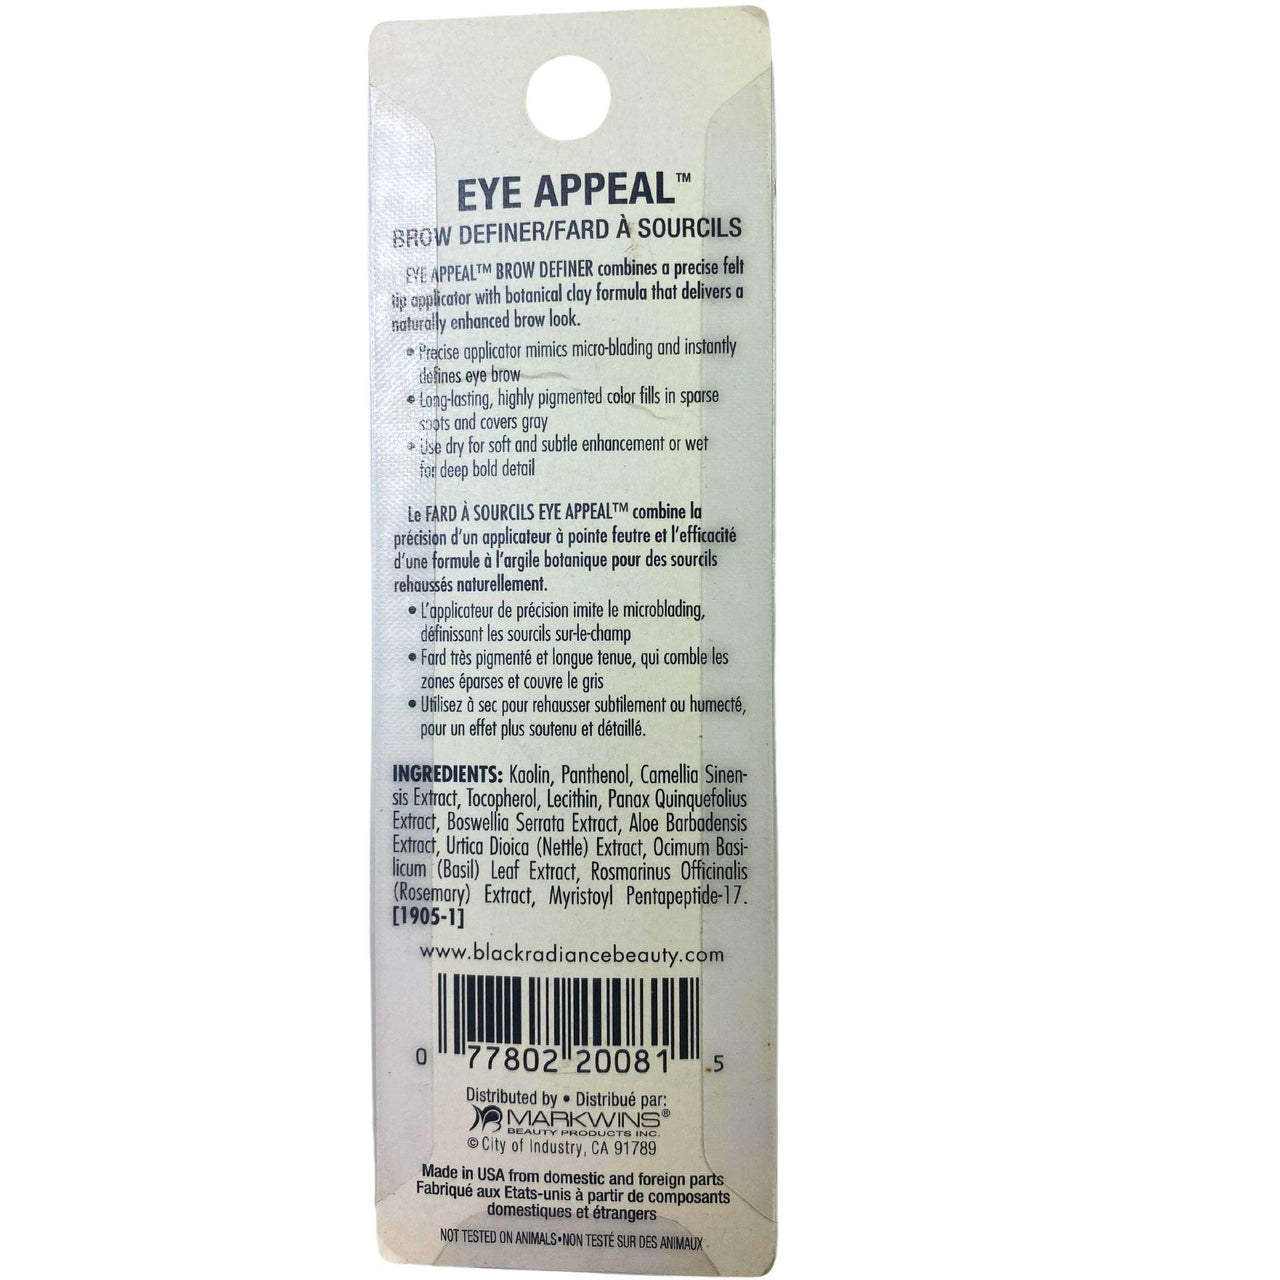 EYE APPEAL™
BROW DEFINER/FARD À SOURCILS
EYE APPEAL™ BROW DEFINER combines a precise felt
tip applicator with botanical clay formula that delivers a
naturally enhanced brow look.
• Precise applicator mimics micro-blading and instantly
defines eye brow
• Long-lasting, highly pigmented color fills in sparse
spots and covers gray
• Use dry for soft and subtle enhancement or wet
for deep bold detail
Le FARD À SOURCILS EYE APPEAL™ combine la
précision d'un applicateur à pointe feutre et l'efficacité
d'une formule à l'argile botanique pour des sourcils
rehaussés naturellement.
• L'applicateur de précision imite le microblading,
définissant les sourcils sur-le-champ
• Fard très pigmenté et longue tenue, qui comble les
zones éparses et couvre le gris
• Utilisez à sec pour rehausser subtilement ou humecté,
pour un effet plus soutenu et détaillé.
INGREDIENTS: Kaolin, Panthenol, Camellia Sinen-
sis Extract, Tocopherol, Lecithin, Panax Quinquefolius
Extract, Boswellia Serrata Extract, Aloe Barbadensis
Extract, Urtica Dioica (Nettle) Extract, Ocimum Basi-
licum (Basil) Leaf Extract, Rosmarinus Officinalis
(Rosemary) Extract, Myristoyl Pentapeptide-17.
[1905-1]
www.blackradiancebeauty.com
0 77802 20081 5
Distributed by • Distribué par:
MARKWINS®
BEAUTY PRODUCTS INC.
© City of Industry, CA 91789
Made in USA from domestic and foreign parts
Fabriqué aux Etats-unis à partir de composants
domestiques et étrangers
NOT TESTED ON ANIMALS•NON TESTÉ SUR DES ANIMAUX